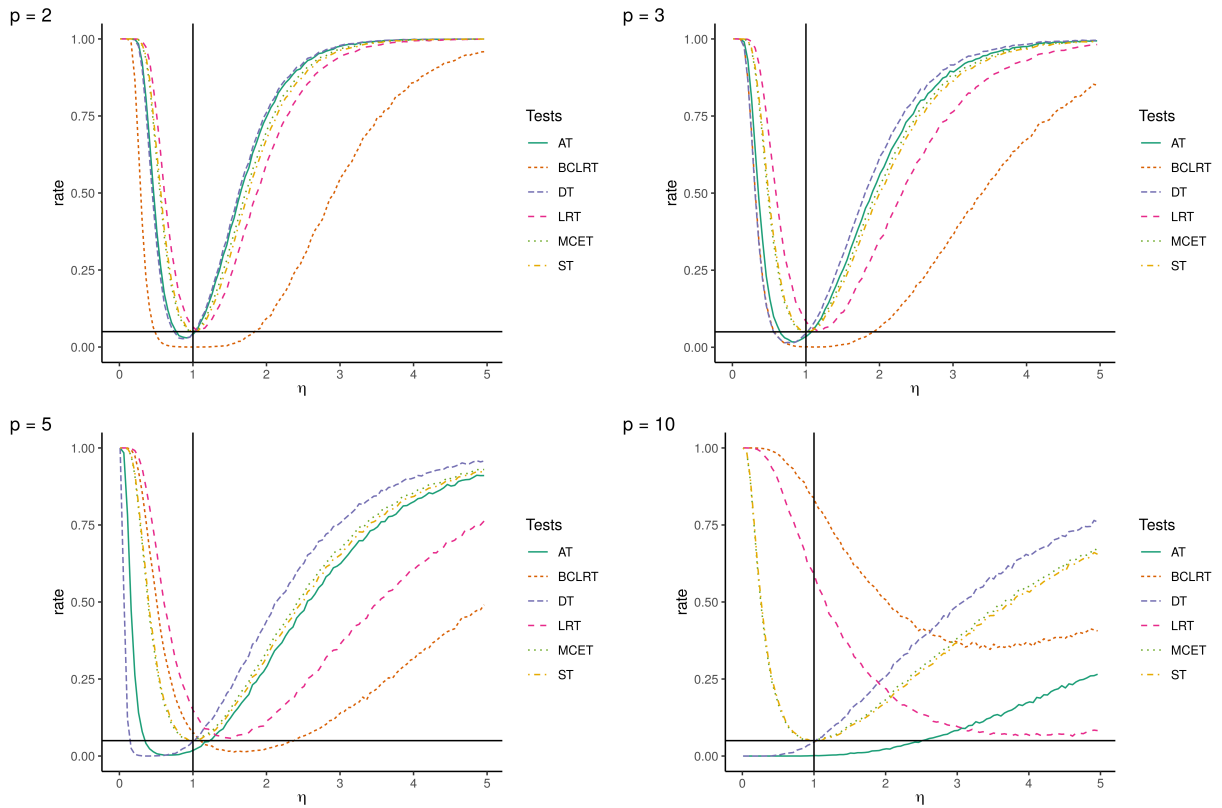 p = 2
rate
1.00
0.75
0.50
0.25
0.00
0 1 2 3 4 5
η
Tests
AT
BCLRT
DT
LRT
MCET
ST
p = 3
rate
1.00
0.75
0.50
0.25
0.00
0 1 2 3 4 5
η
Tests
AT
BCLRT
DT
LRT
MCET
ST
p = 5
rate
1.00
0.75
0.50
0.25
0.00
0 1 2 3 4 5
η
Tests
AT
BCLRT
DT
LRT
MCET
ST
p = 10
rate
1.00
0.75
0.50
0.25
0.00
0 1 2 3 4 5
η
Tests
AT
BCLRT
DT
LRT
MCET
ST